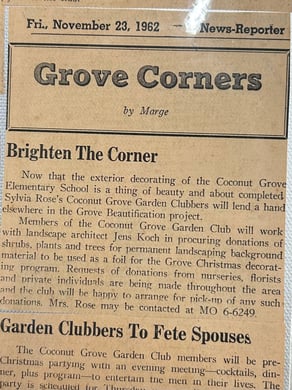 Fri., November 23, 1962 — News-Reporter
Grove Corners
by Marge
Brighten The Corner
Now that the exterior decorating of the Coconut Grove
Elementary School is a thing of beauty and about completed
Sylvia Rose's Coconut Grove Garden Clubbers will lend a hand
elsewhere in the Grove Beautification project.
Members of the Coconut Grove Garden Club will work
with landscape architect Jens Koch in procuring donations of
shrubs, plants and trees for permanent landscaping background
material to be used as a foil for the Grove Christmas decorat-
ing program. Requests of donations from nurseries, florists
and private individuals are being made throughout the area
and the club will be happy to arrange for pick-up of any such
donations. Mrs. Rose may be contacted at MO 6-6249.
Garden Clubbers To Fete Spouses
The Coconut Grove Garden Club members will be pre-
Christmas partying with an evening meeting—cocktails, din-
ner, plus program—to entertain the men in their lives. The
party is scheduled for Thursday